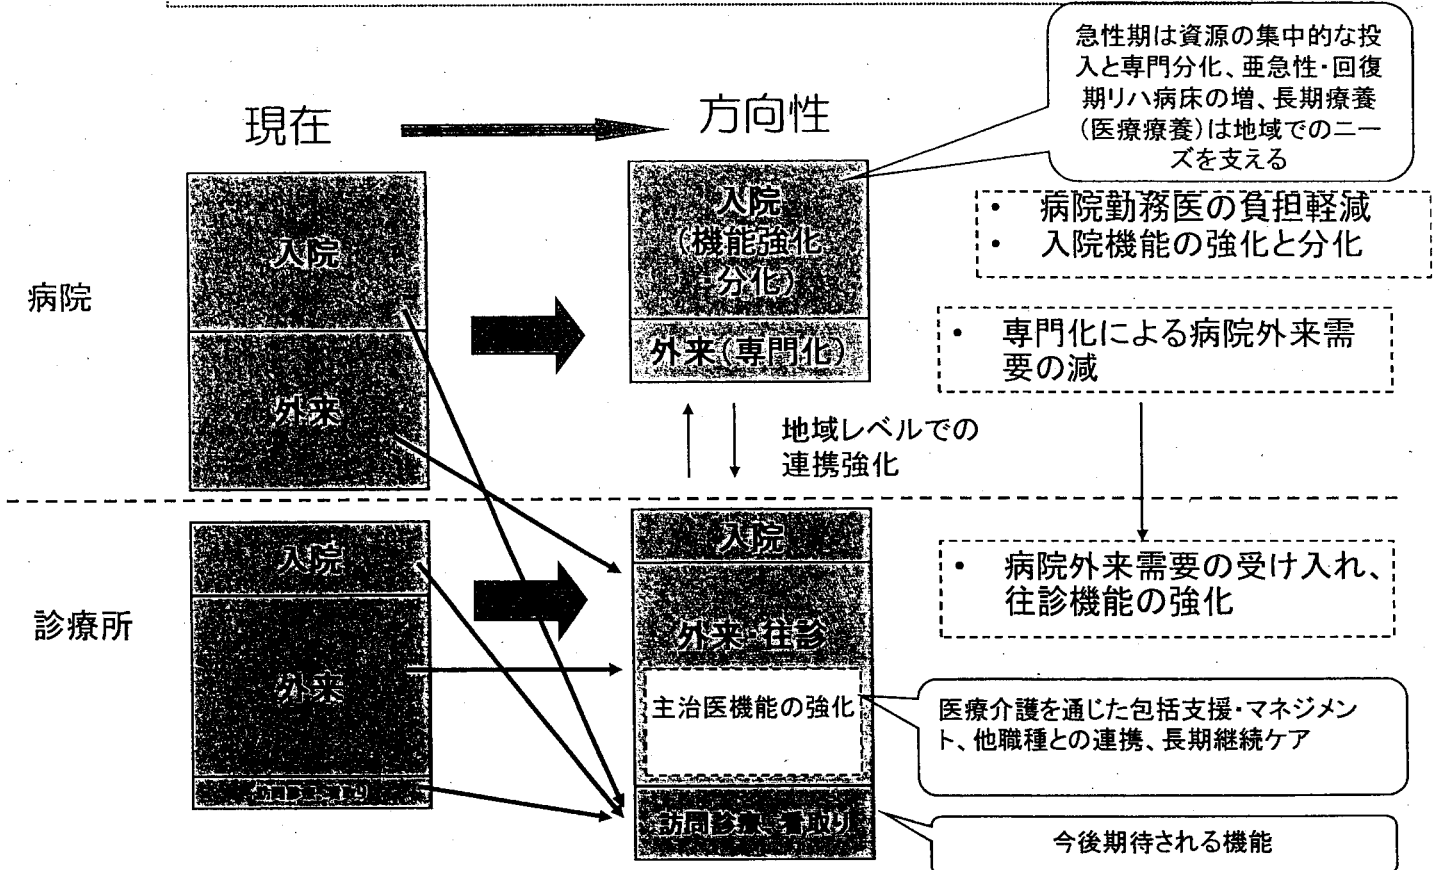 急性期は資源の集中的な投
入と専門分化、亜急性・回復
期リハ病床の増、長期療養
(医療療養)は地域でのニー
ズを支える
現在
方向性
病院
入院
外来
入院
(機能強化
・分化)
外来(専門化)
• 病院勤務医の負担軽減
• 入院機能の強化と分化
• 専門化による病院外来需
要の減
地域レベルでの
連携強化
診療所
入院
外来
訪問診療・看取り
入院
外来・往診
主治医機能の強化
訪問診療、看取り
• 病院外来需要の受け入れ、
往診機能の強化
医療介護を通じた包括支援・マネジメン
ト、他職種との連携、長期継続ケア
今後期待される機能